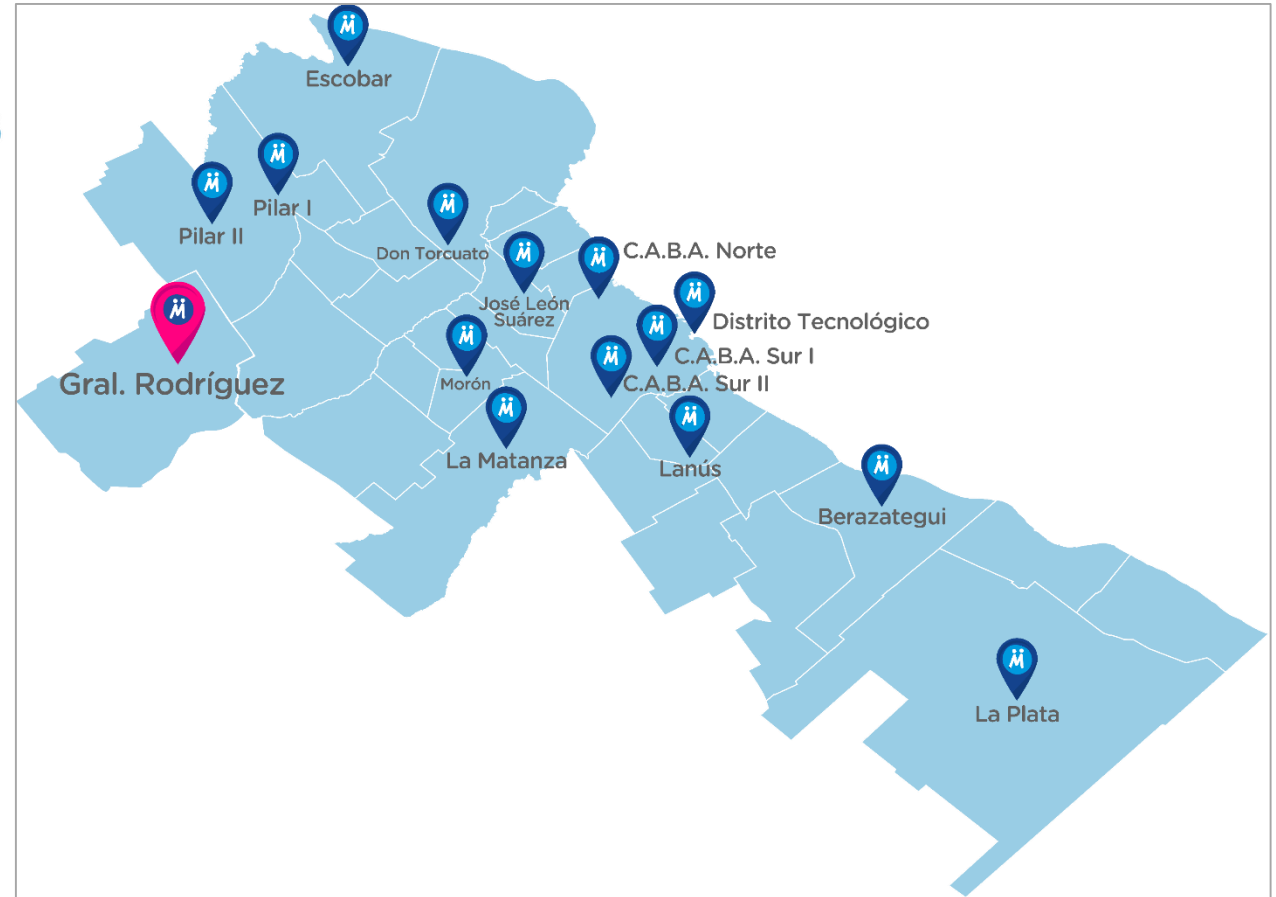 Escobar
Pilar I
Pilar II
Don Torcuato
C.A.B.A. Norte
José León
Suárez
Distrito Tecnológico
C.A.B.A. Sur I
Gral. Rodríguez
Morón
C.A.B.A. Sur II
La Matanza
Lanús
Berazategui
La Plata